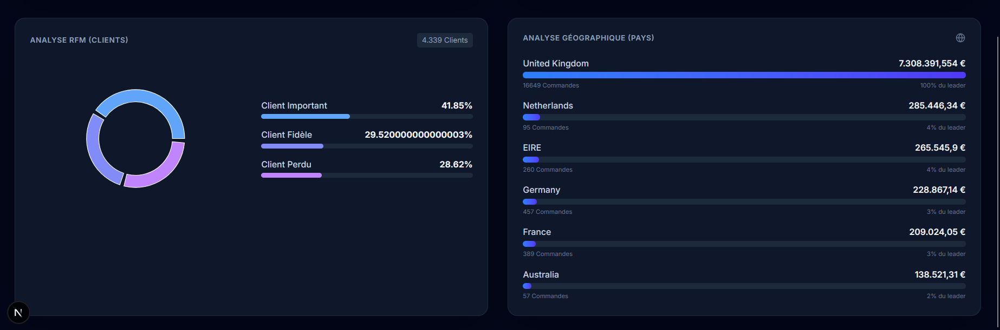 ANALYSE RFM (CLIENTS)
4.339 Clients
Client Important 41.85%
Client Fidèle 29.520000000000003%
Client Perdu 28.62%
N
ANALYSE GÉOGRAPHIQUE (PAYS)
United Kingdom 7.308.391,554 €
16649 Commandes 100% du leader
Netherlands 285.446,34 €
95 Commandes 4% du leader
EIRE 265.545,9 €
260 Commandes 4% du leader
Germany 228.867,14 €
457 Commandes 3% du leader
France 209.024,05 €
389 Commandes 3% du leader
Australia 138.521,31 €
57 Commandes 2% du leader